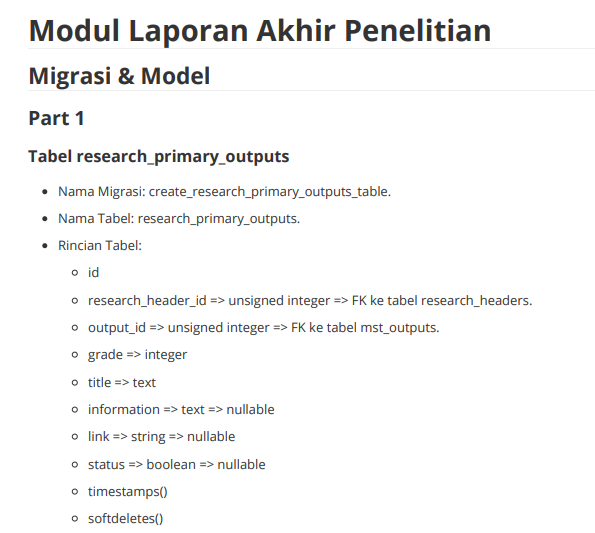 Modul Laporan Akhir Penelitian
Migrasi & Model
Part 1
Tabel research_primary_outputs
• Nama Migrasi: create_research_primary_outputs_table.
• Nama Tabel: research_primary_outputs.
• Rincian Tabel:
◦ id
◦ research_header_id => unsigned integer => FK ke tabel research_headers.
◦ output_id => unsigned integer => FK ke tabel mst_outputs.
◦ grade => integer
◦ title => text
◦ information => text => nullable
◦ link => string => nullable
◦ status => boolean => nullable
◦ timestamps()
◦ softdeletes()